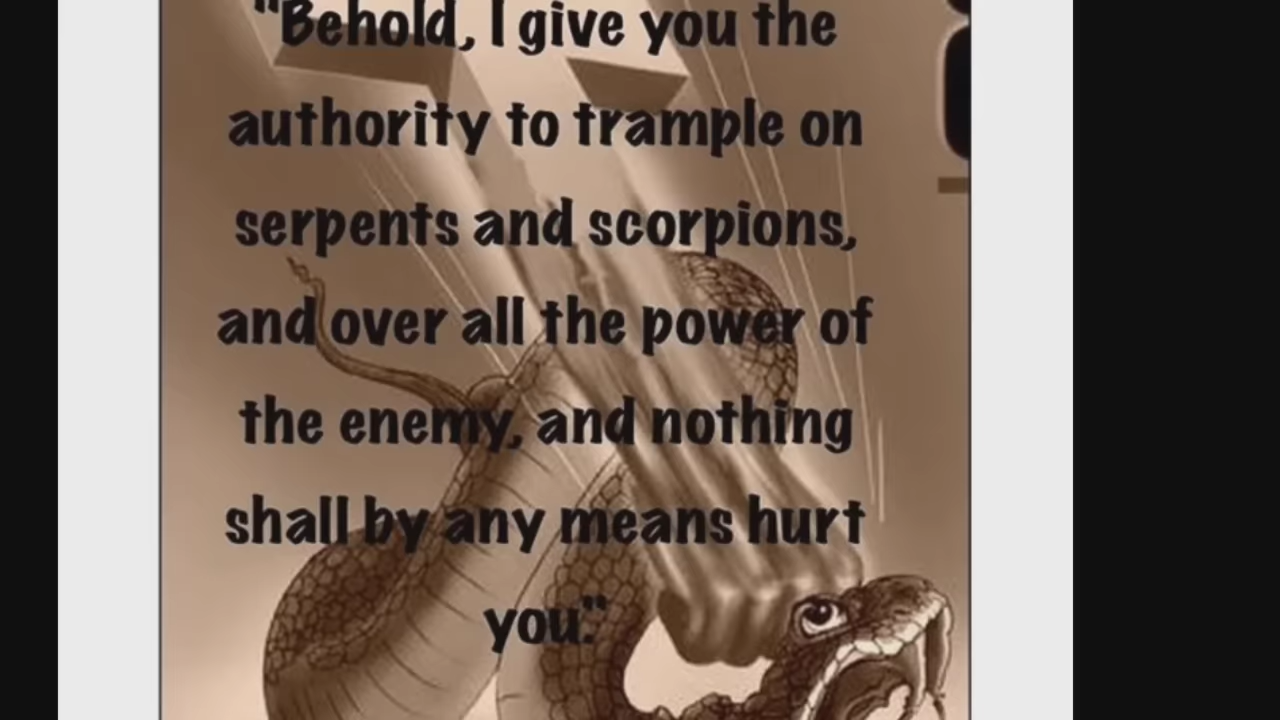 "Behold, I give you the
authority to trample on
serpents and scorpions,
and over all the power of
the enemy, and nothing
shall by any means hurt
you."